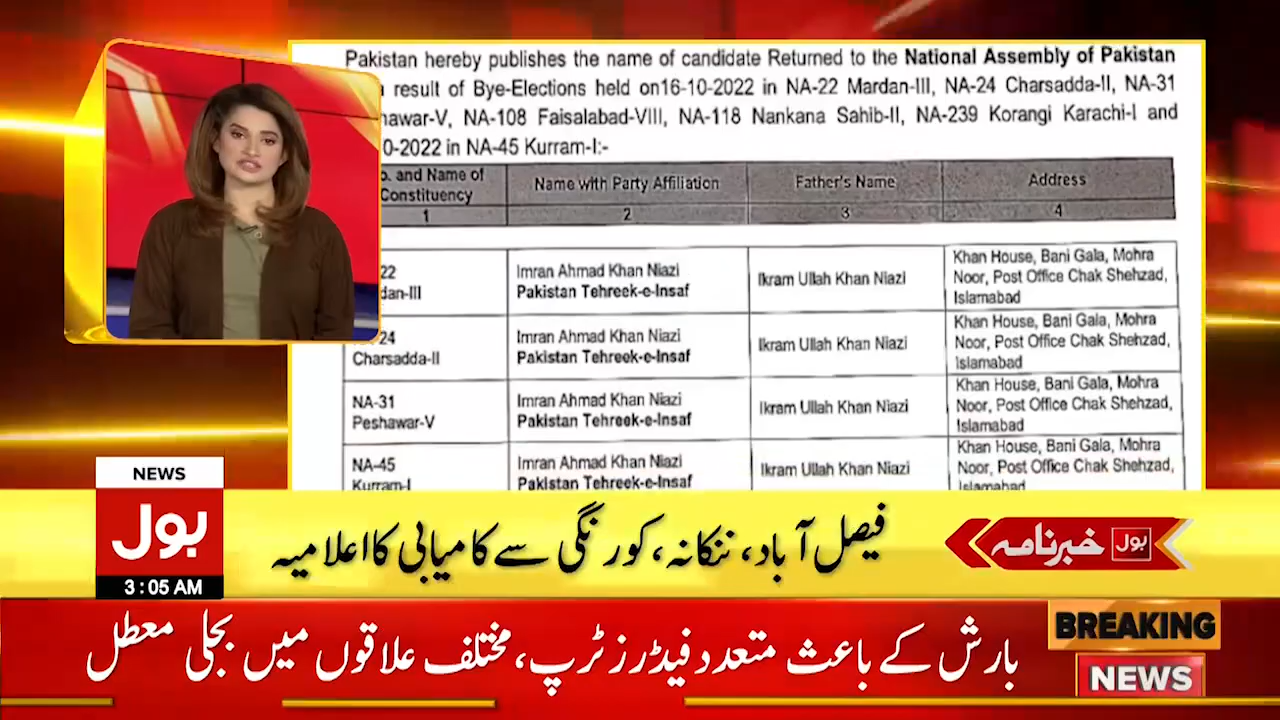 Pakistan hereby publishes the name of candidate Returned to the National Assembly of Pakistan
result of Bye-Elections held on16-10-2022 in NA-22 Mardan-III, NA-24 Charsadda-II, NA-31
hawar-V, NA-108 Faisalabad-VIII, NA-118 Nankana Sahib-II, NA-239 Korangi Karachi-I and
0-2022 in NA-45 Kurram-I:-
o. and Name of Constituency
Name with Party Affiliation
Father's Name
Address
1 2 3 4
22
dan-III
Imran Ahmad Khan Niazi
Pakistan Tehreek-e-Insaf
Ikram Ullah Khan Niazi
Khan House, Bani Gala, Mohra
Noor, Post Office Chak Shehzad,
Islamabad
24
Charsadda-II
Imran Ahmad Khan Niazi
Pakistan Tehreek-e-Insaf
Ikram Ullah Khan Niazi
Khan House, Bani Gala, Mohra
Noor, Post Office Chak Shehzad,
Islamabad
NA-31
Peshawar-V
Imran Ahmad Khan Niazi
Pakistan Tehreek-e-Insaf
Ikram Ullah Khan Niazi
Khan House, Bani Gala, Mohra
Noor, Post Office Chak Shehzad,
Islamabad
NA-45
Kurram-I
Imran Ahmad Khan Niazi
Pakistan Tehreek-e-Insaf
Ikram Ullah Khan Niazi
Khan House, Bani Gala, Mohra
Noor, Post Office Chak Shehzad,
Islamabad
NEWS
بول
3:05 AM
فیصل آباد، ننکانہ، کورنگی سے کامیابی کا اعلامیہ
بول خبرنامہ
بارش کے باعث متعدد فیڈرز ٹرپ، مختلف علاقوں میں بجلی معطل
BREAKING
NEWS